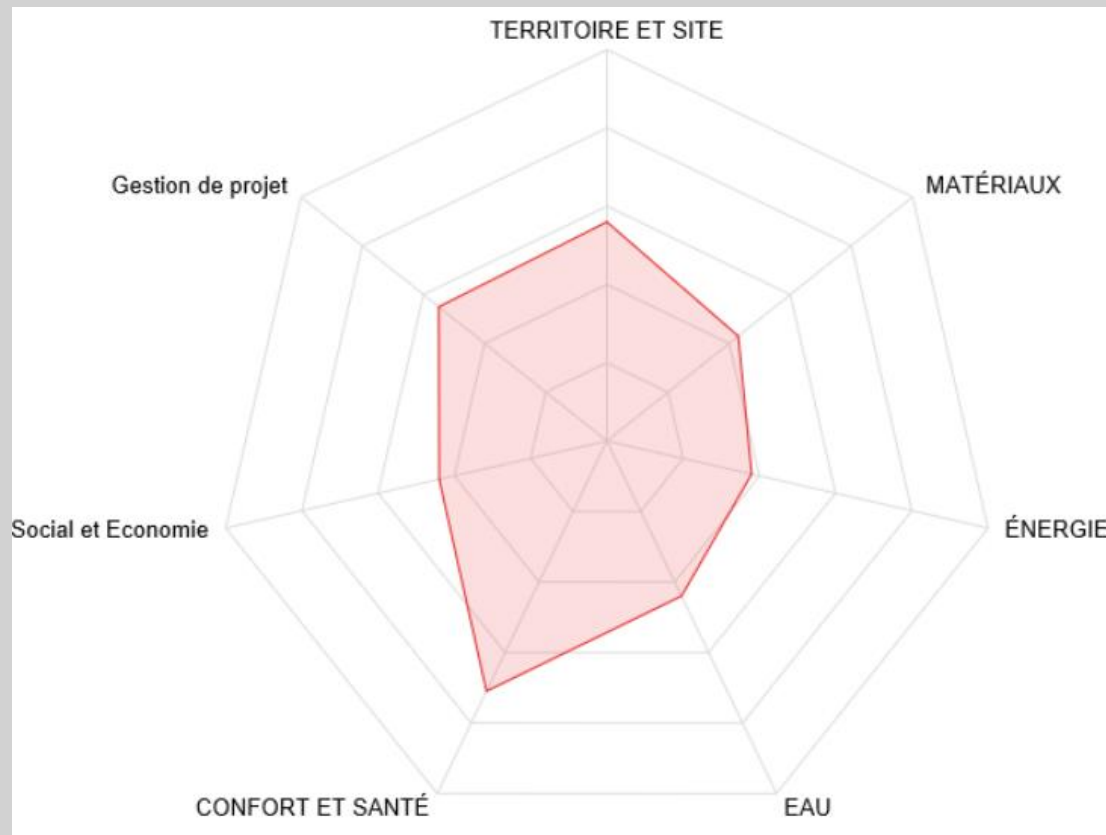 TERRITOIRE ET SITE
Gestion de projet
MATÉRIAUX
Social et Economie
ÉNERGIE
CONFORT ET SANTÉ
EAU